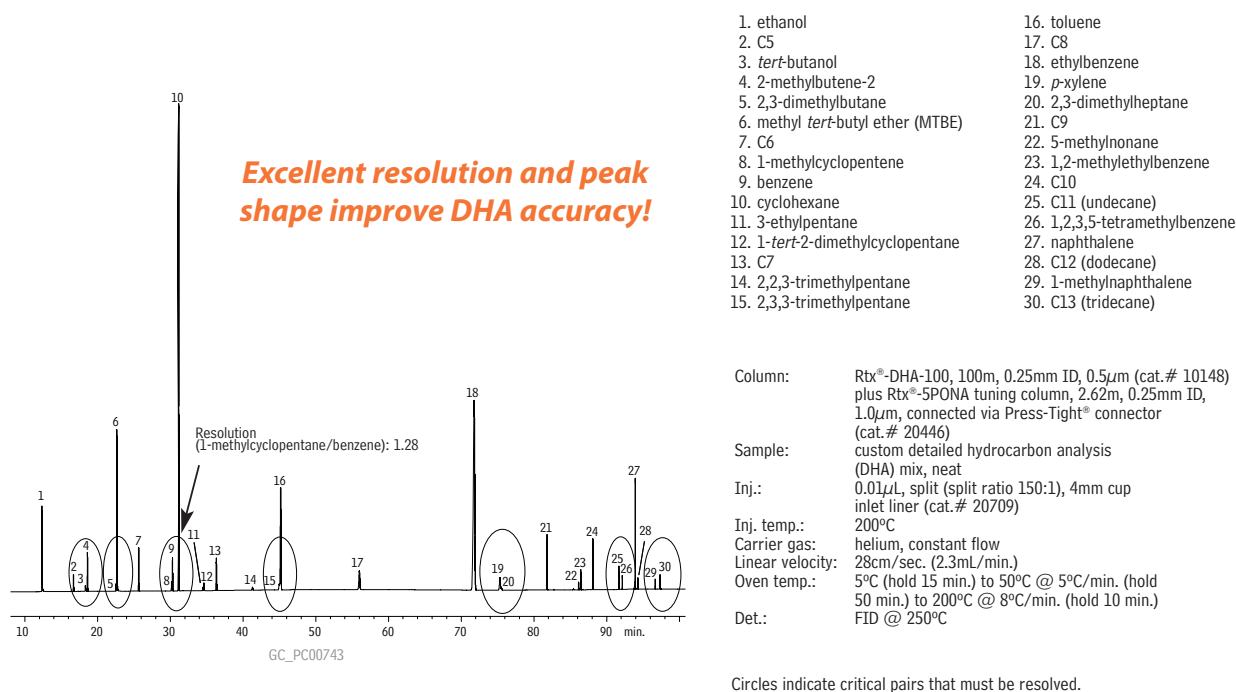 Excellent resolution and peak
shape improve DHA accuracy!
10
6
Resolution
(1-methylcyclopentane/benzene): 1.28
18
16
27
1
21
24
28
11
4
7
9
13
17
23
25
2
3
5
8
12
14
15
19
20
22
26
29
30
10 20 30 40 50 60 70 80 90 min.
GC_PC00743
1. ethanol
2. C5
3. tert-butanol
4. 2-methylbutene-2
5. 2,3-dimethylbutane
6. methyl tert-butyl ether (MTBE)
7. C6
8. 1-methylcyclopentene
9. benzene
10. cyclohexane
11. 3-ethylpentane
12. 1-tert-2-dimethylcyclopentane
13. C7
14. 2,2,3-trimethylpentane
15. 2,3,3-trimethylpentane
16. toluene
17. C8
18. ethylbenzene
19. p-xylene
20. 2,3-dimethylheptane
21. C9
22. 5-methylnonane
23. 1,2-methylethylbenzene
24. C10
25. C11 (undecane)
26. 1,2,3,5-tetramethylbenzene
27. naphthalene
28. C12 (dodecane)
29. 1-methylnaphthalene
30. C13 (tridecane)
Column: Rtx®-DHA-100, 100m, 0.25mm ID, 0.5µm (cat.# 10148)
plus Rtx®-5PONA tuning column, 2.62m, 0.25mm ID,
1.0µm, connected via Press-Tight® connector
(cat.# 20446)
Sample: custom detailed hydrocarbon analysis
(DHA) mix, neat
Inj.: 0.01µL, split (split ratio 150:1), 4mm cup
inlet liner (cat.# 20709)
Inj. temp.: 200ºC
Carrier gas: helium, constant flow
Linear velocity: 28cm/sec. (2.3mL/min.)
Oven temp.: 5ºC (hold 15 min.) to 50ºC @ 5ºC/min. (hold
50 min.) to 200ºC @ 8ºC/min. (hold 10 min.)
Det.: FID @ 250ºC
Circles indicate critical pairs that must be resolved.